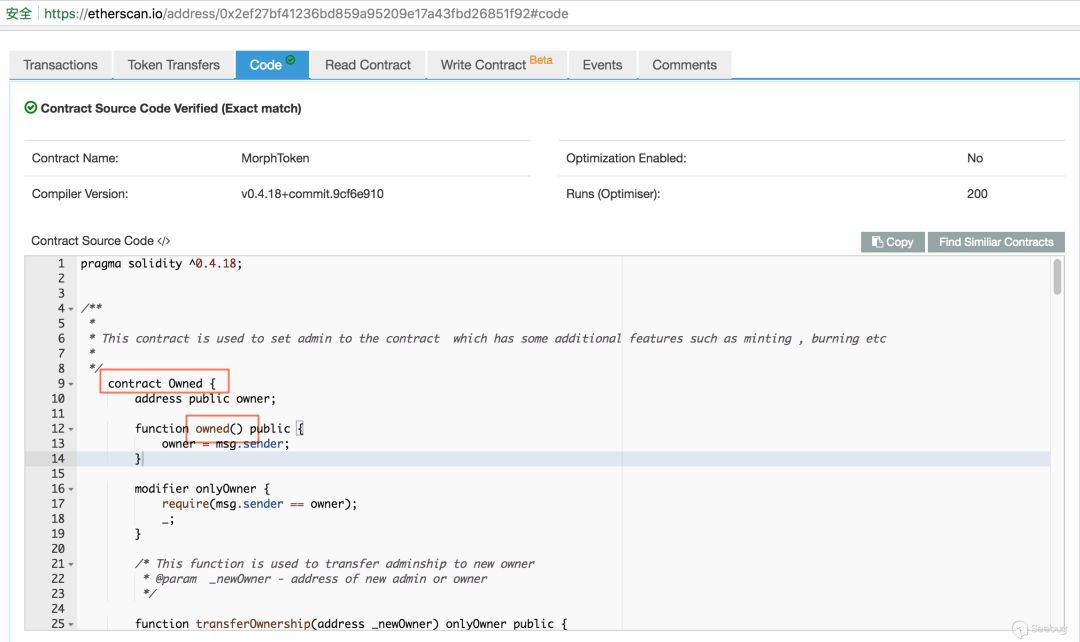 安全 https://etherscan.io/address/0x2ef27bf41236bd859a95209e17a43fbd26851f92#code
Transactions Token Transfers Code Read Contract Write Contract Beta Events Comments
Contract Source Code Verified (Exact match)
Contract Name: MorphToken Optimization Enabled: No
Compiler Version: v0.4.18+commit.9cf6e910 Runs (Optimiser): 200
Contract Source Code </> Copy Find Similiar Contracts
1 pragma solidity ^0.4.18;
2
3
4 /**
5 *
6 * This contract is used to set admin to the contract  which has some additional features such as minting , burning etc
7 *
8 */
9 contract Owned {
10 address public owner;
11
12 function owned() public {
13 owner = msg.sender;
14 }
15
16 modifier onlyOwner {
17 require(msg.sender == owner);
18 _;
19 }
20
21 /* This function is used to transfer adminship to new owner
22 * @param  _newOwner - address of new admin or owner
23 */
24
25 function transferOwnership(address _newOwner) onlyOwner public {
Seebug